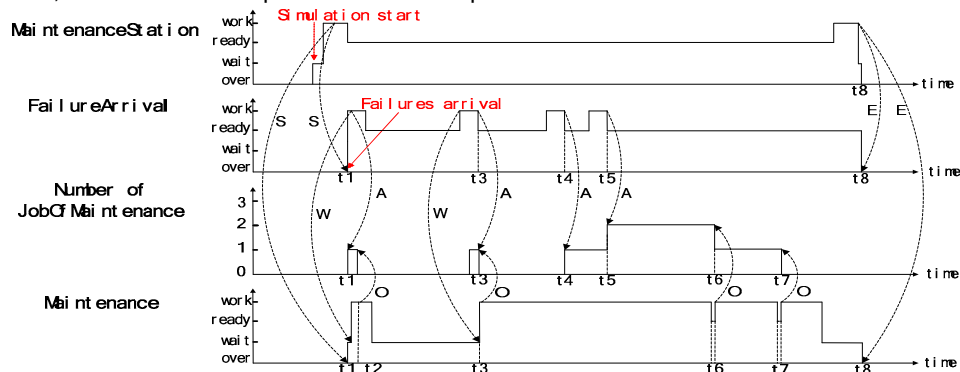 MaintenanceStation
Simulation start
work
ready
wait
over
time
t8
FailureArrival
Failures arrival
work
ready
wait
over
S
S
E
E
t1
t3
t4
t5
t8
time
Number of
JobOfMaintenance
3
2
1
0
W
A
W
A
A
A
t1
t3
t4
t5
t6
t7
time
Maintenance
work
ready
wait
over
O
O
O
O
t1
t2
t3
t6
t7
t8
time